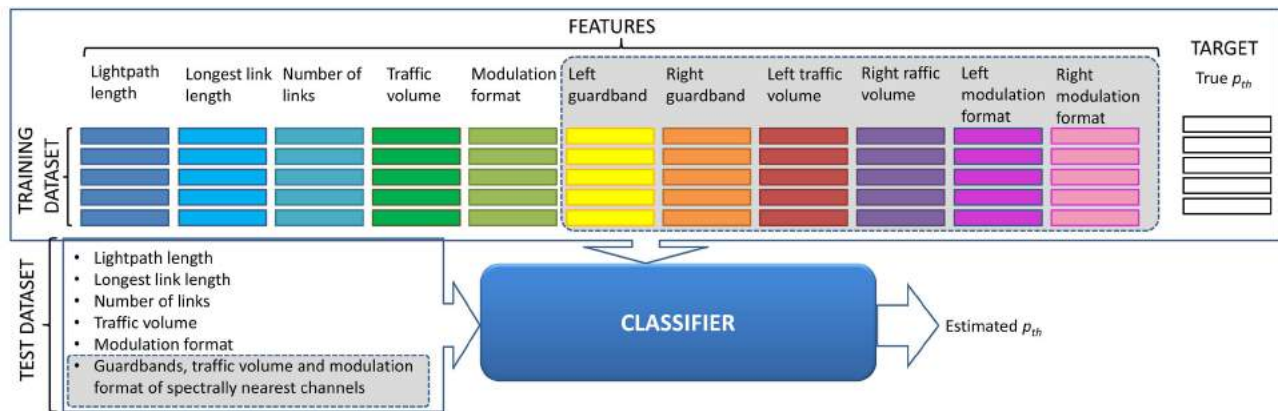 FEATURES
TARGET
Lightpath
length
Longest link
length
Number of
links
Traffic
volume
Modulation
format
Left
guardband
Right
guardband
Left traffic
volume
Right raffic
volume
Left
modulation
format
Right
modulation
format
True pth
TRAINING
DATASET
TEST DATASET
• Lightpath length
• Longest link length
• Number of links
• Traffic volume
• Modulation format
• Guardbands, traffic volume and modulation
format of spectrally nearest channels
CLASSIFIER
Estimated pth